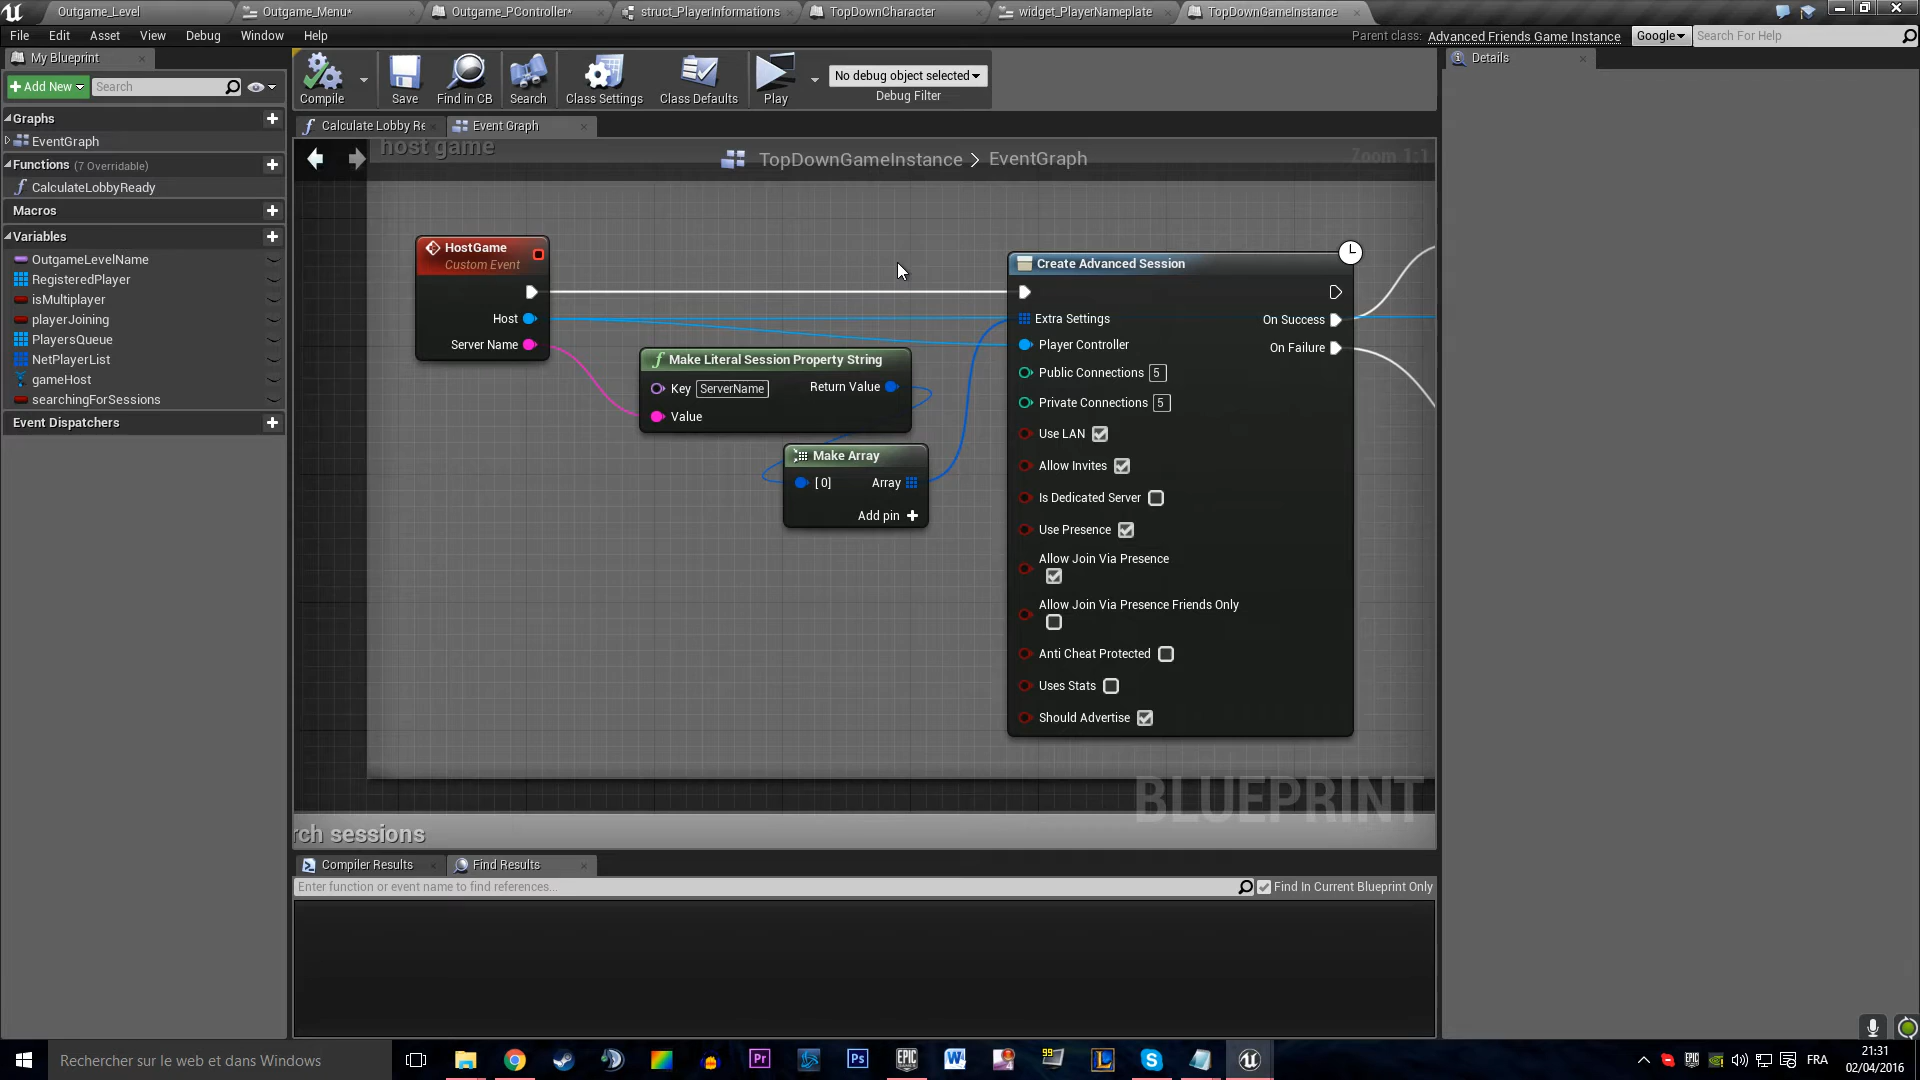 Outgame_Level
Outgame_Menu*
Outgame_PController*
struct_PlayerInformations
TopDownCharacter
widget_PlayerNameplate
TopDownGameInstance
File Edit Asset View Debug Window Help
Parent class: Advanced Friends Game Instance
Google
Search For Help
My Blueprint
Add New
Search
Graphs
EventGraph
Functions (7 Overridable)
CalculateLobbyReady
Macros
Variables
OutgameLevelName
RegisteredPlayer
isMultiplayer
playerJoining
PlayersQueue
NetPlayerList
gameHost
searchingForSessions
Event Dispatchers
Compile
Save
Find in CB
Search
Class Settings
Class Defaults
Play
No debug object selected
Debug Filter
Calculate Lobby Re
Event Graph
host game
TopDownGameInstance > EventGraph
Zoom 1:1
HostGame
Custom Event
Host
Server Name
Make Literal Session Property String
Key ServerName
Return Value
Value
Make Array
[0]
Array
Add pin
Create Advanced Session
Extra Settings
On Success
Player Controller
On Failure
Public Connections 5
Private Connections 5
Use LAN
Allow Invites
Is Dedicated Server
Use Presence
Allow Join Via Presence
Allow Join Via Presence Friends Only
Anti Cheat Protected
Uses Stats
Should Advertise
BLUEPRINT
rch sessions
Compiler Results
Find Results
Enter function or event name to find references...
Find In Current Blueprint Only
Details
Rechercher sur le web et dans Windows
Pr
Ps
EPIC
GAMES
W
99
L
S
FRA
21:31
02/04/2016